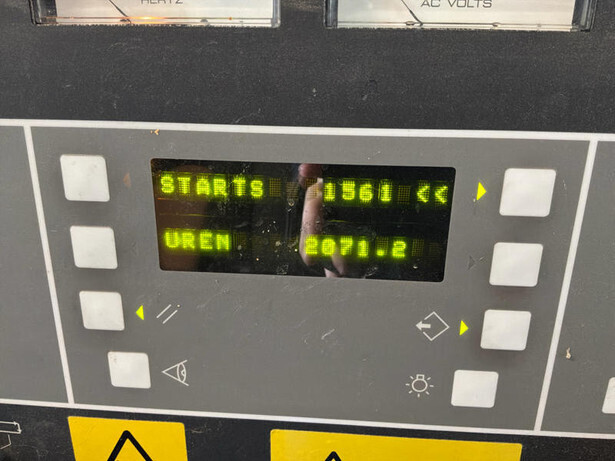 HERTZ
AC VOLTS
STARTS 1561 <<
UREN 2071.2